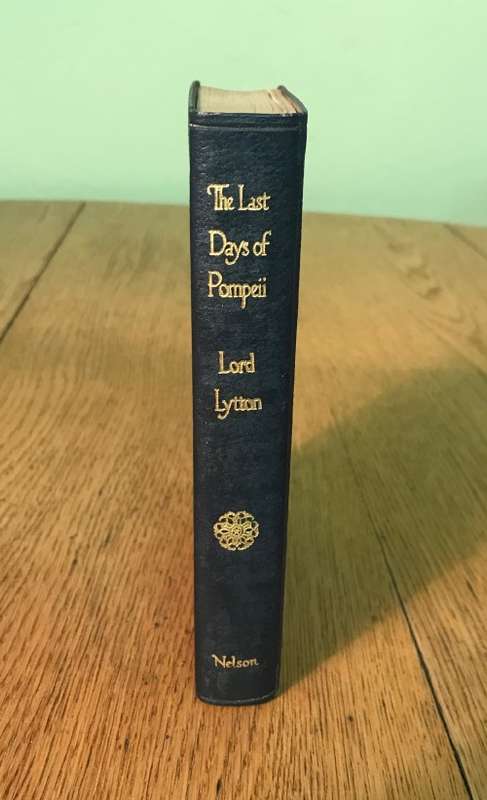 The Last
Days of
Pompeii
Lord
Lytton
Nelson